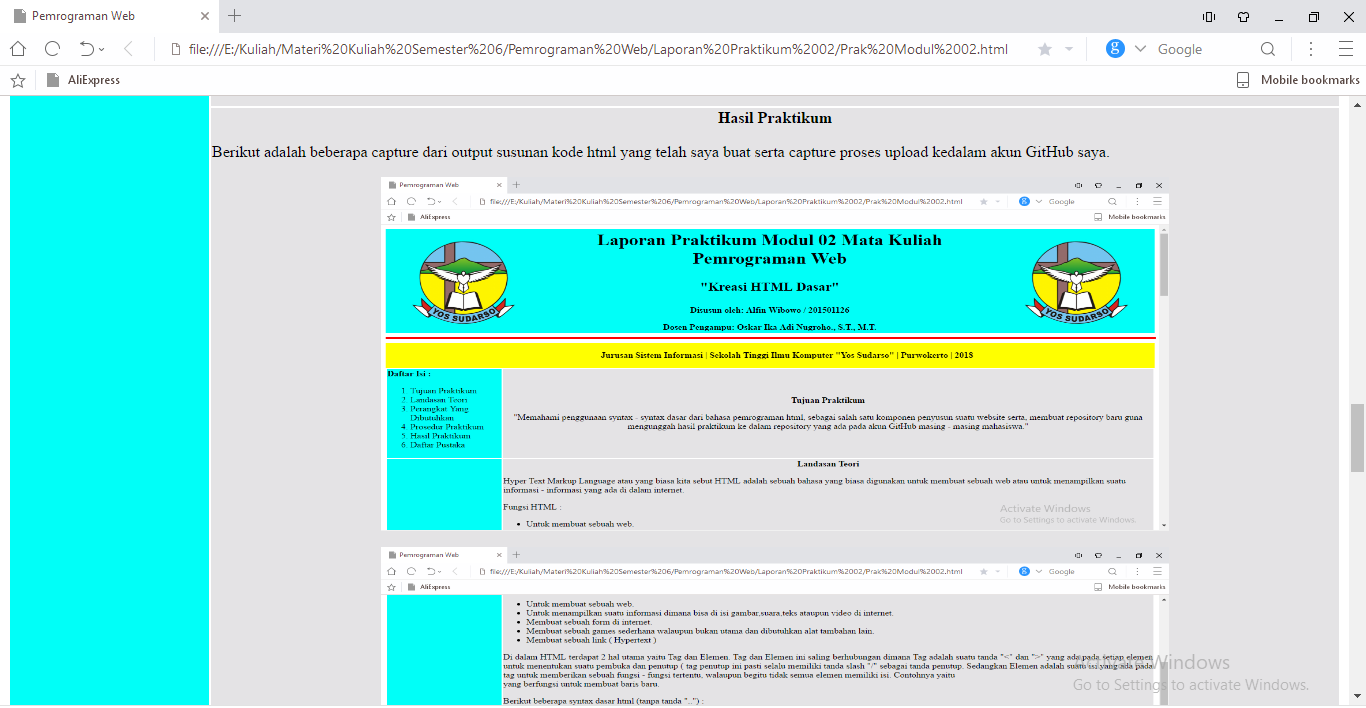 Pemrograman Web
file:///E:/Kuliah/Materi%20Kuliah%20Semester%206/Pemrograman%20Web/Laporan%20Praktikum%2002/Prak%20Modul%2002.html
g
Google
AliExpress
Mobile bookmarks
Hasil Praktikum
Berikut adalah beberapa capture dari output susunan kode html yang telah saya buat serta capture proses upload kedalam akun GitHub saya.
Pemrograman Web
file:///E:/Kuliah/Materi%20Kuliah%20Semester%206/Pemrograman%20Web/Laporan%20Praktikum%2002/Prak%20Modul%2002.html
g
Google
AliExpress
Mobile bookmarks
Laporan Praktikum Modul 02 Mata Kuliah
Pemrograman Web
"Kreasi HTML Dasar"
Disusun oleh: Alfin Wibowo / 201501126
Dosen Pengampu: Oskar Ika Adi Nugroho., S.T., M.T.
YOS SUDARSO
YOS SUDARSO
Jurusan Sistem Informasi | Sekolah Tinggi Ilmu Komputer "Yos Sudarso" | Purwokerto | 2018
Daftar Isi :
1. Tujuan Praktikum
2. Landasan Teori
3. Perangkat Yang
Dibutuhkan
4. Prosedur Praktikum
5. Hasil Praktikum
6. Daftar Pustaka
Tujuan Praktikum
"Memahami penggunaan syntax - syntax dasar dari bahasa pemrograman html, sebagai salah satu komponen penyusun suatu website serta, membuat repository baru guna
mengunggah hasil praktikum ke dalam repository yang ada pada akun GitHub masing - masing mahasiswa."
Landasan Teori
Hyper Text Markup Language atau yang biasa kita sebut HTML adalah sebuah bahasa yang biasa digunakan untuk membuat sebuah web atau untuk menampilkan suatu
informasi - informasi yang ada di dalam internet.
Fungsi HTML :
• Untuk membuat sebuah web.
Activate Windows
Go to Settings to activate Windows.
Pemrograman Web
file:///E:/Kuliah/Materi%20Kuliah%20Semester%206/Pemrograman%20Web/Laporan%20Praktikum%2002/Prak%20Modul%2002.html
g
Google
AliExpress
Mobile bookmarks
• Untuk membuat sebuah web.
• Untuk menampilkan suatu informasi dimana bisa di isi gambar,suara,teks ataupun video di internet.
• Membuat sebuah form di internet.
• Membuat sebuah games sederhana walaupun bukan utama dan dibutuhkan alat tambahan lain.
• Membuat sebuah link ( Hypertext )
Di dalam HTML terdapat 2 hal utama yaitu Tag dan Elemen. Tag dan Elemen ini saling berhubungan dimana Tag adalah suatu tanda "<" dan ">" yang ada pada setiap elemen
untuk menentukan suatu pembuka dan penutup ( tag penutup ini pasti selalu memiliki tanda slash "/" sebagai tanda penutup. Sedangkan Elemen adalah suatu isi yang ada pada
tag untuk memberikan sebuah fungsi - fungsi tertentu, walaupun begitu tidak semua elemen memiliki isi. Contohnya yaitu
yang berfungsi untuk membuat baris baru.
Berikut beberapa syntax dasar html (tanpa tanda "..") :
Activate Windows
Go to Settings to activate Windows.